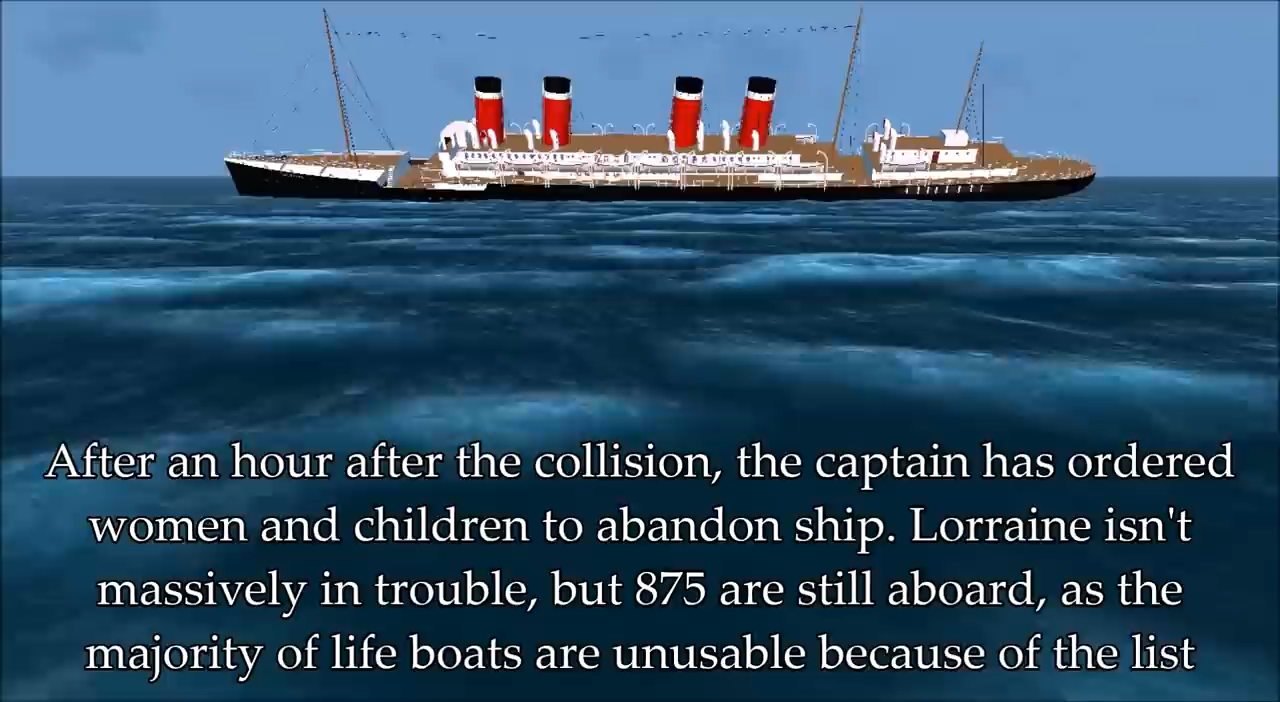 After an hour after the collision, the captain has ordered
women and children to abandon ship. Lorraine isn't
massively in trouble, but 875 are still aboard, as the
majority of life boats are unusable because of the list